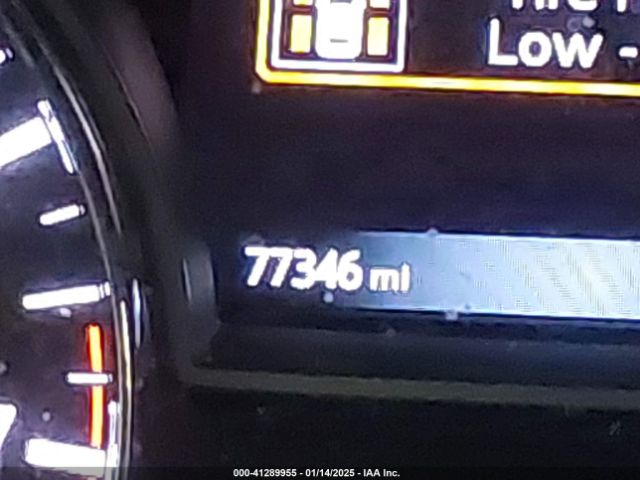 Low -
77346 mi
000-41289955 - 01/14/2025 - IAA Inc.